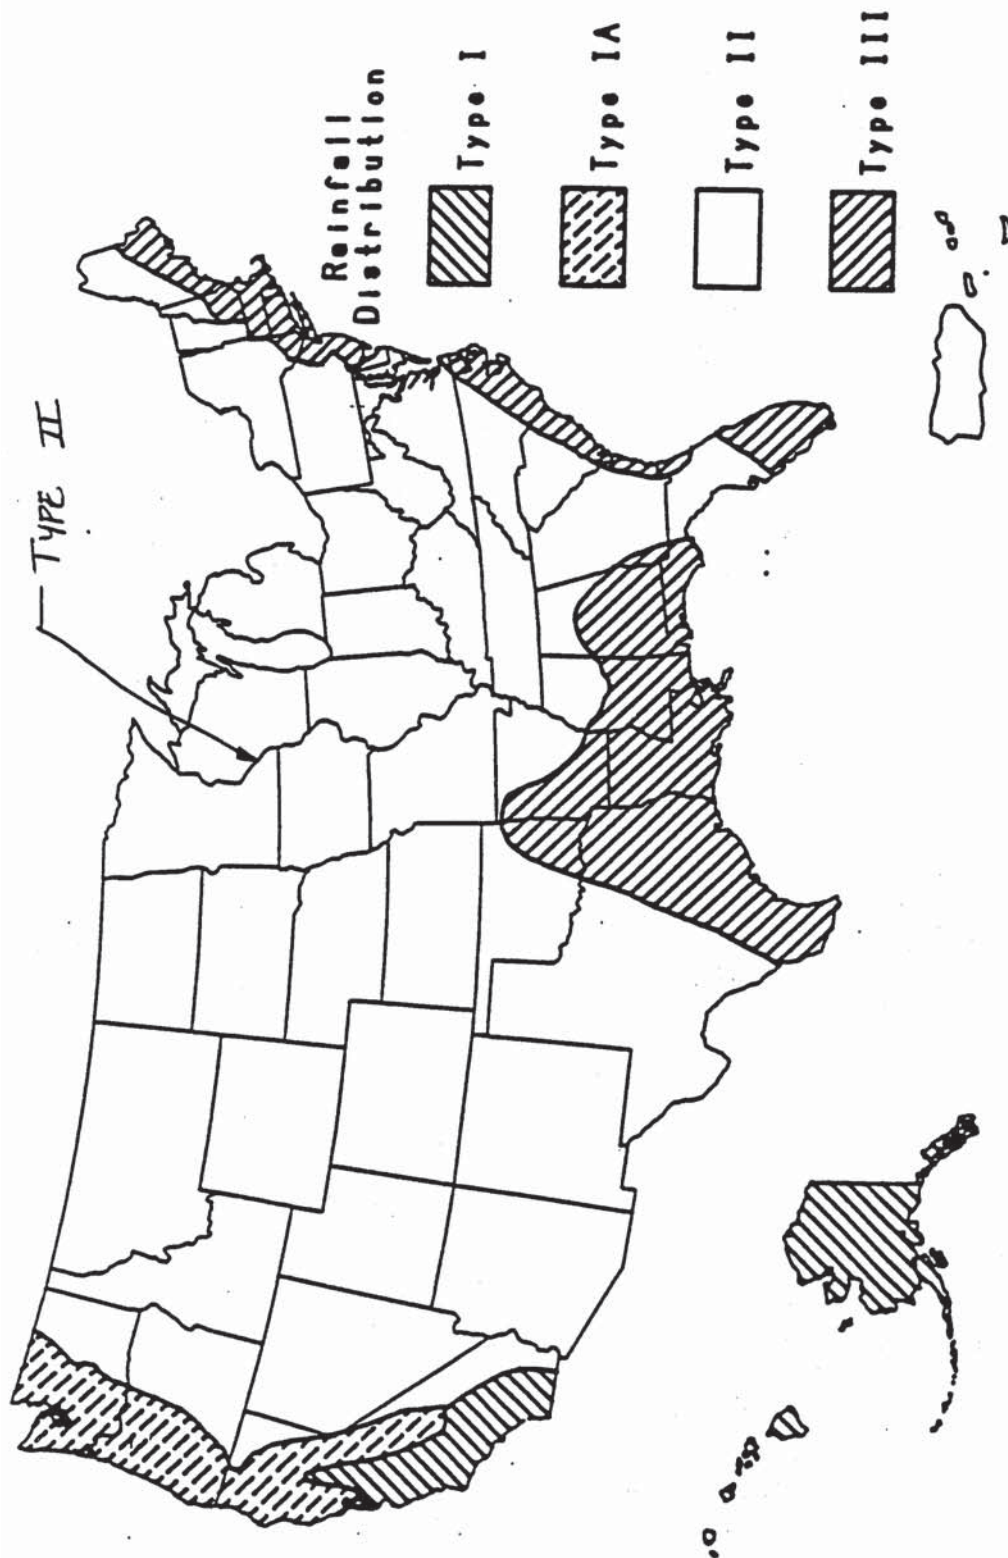 TYPE II
Rainfall
Distribution
Type I
Type IA
Type II
Type III